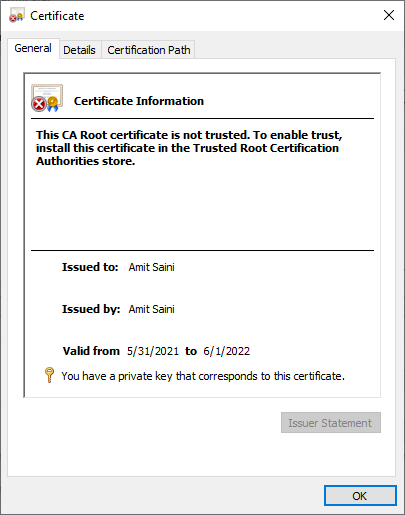 Certificate
General Details Certification Path
Certificate Information
This CA Root certificate is not trusted. To enable trust,
install this certificate in the Trusted Root Certification
Authorities store.
Issued to: Amit Saini
Issued by: Amit Saini
Valid from 5/31/2021 to 6/1/2022
You have a private key that corresponds to this certificate.
Issuer Statement
OK